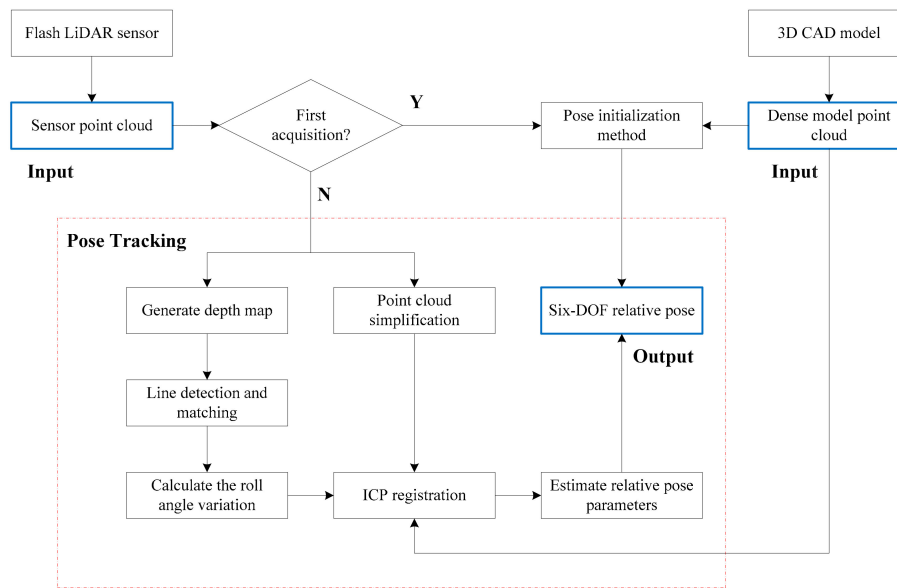 Flash LiDAR sensor
3D CAD model
Sensor point cloud
First
acquisition?
Y
Pose initialization
method
Dense model point
cloud
Input
Input
N
Pose Tracking
Generate depth map
Point cloud
simplification
Six-DOF relative pose
Output
Line detection and
matching
Calculate the roll
angle variation
ICP registration
Estimate relative pose
parameters